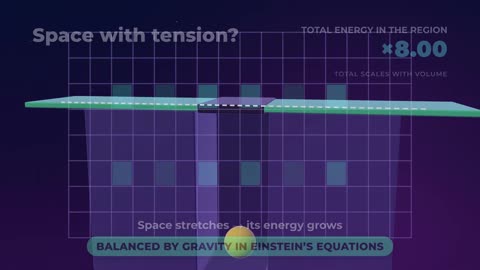 Space with tension?
TOTAL ENERGY IN THE REGION
×8.00
TOTAL SCALES WITH VOLUME
Space stretches → its energy grows
BALANCED BY GRAVITY IN EINSTEIN'S EQUATIONS